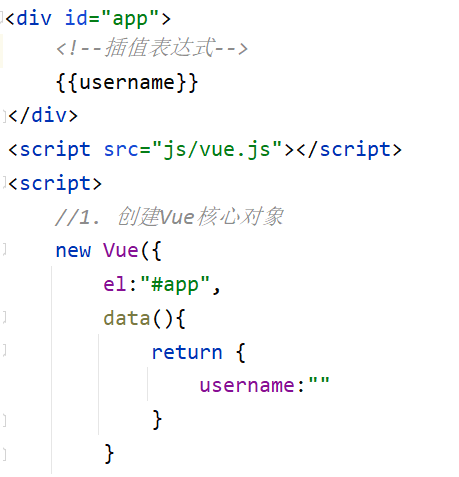 <div id="app">
    <!--插值表达式-->
    {{username}}
</div>
<script src="js/vue.js"></script>
<script>
    //1. 创建Vue核心对象
    new Vue({
        el:"#app",
        data(){
            return {
                username:""
            }
        }